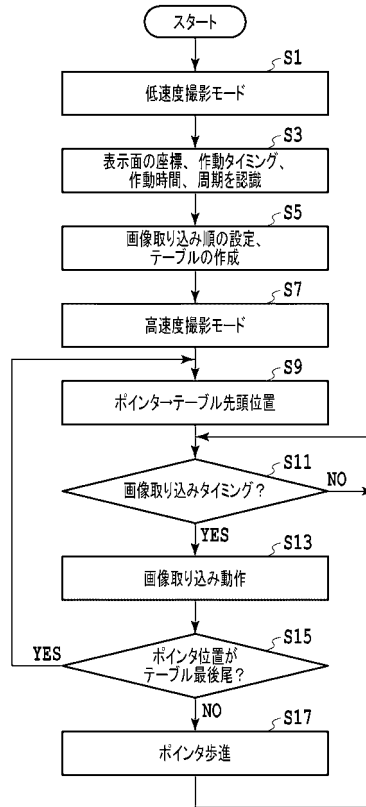 スタート
S1
低速度撮影モード
S3
表示面の座標、作動タイミング、
作動時間、周期を認識
S5
画像取り込み順の設定、
テーブルの作成
S7
高速度撮影モード
S9
ポインター→テーブル先頭位置
S11
画像取り込みタイミング？
NO
YES
S13
画像取り込み動作
S15
ポインタ位置が
テーブル最後尾？
YES
NO
S17
ポインタ歩進